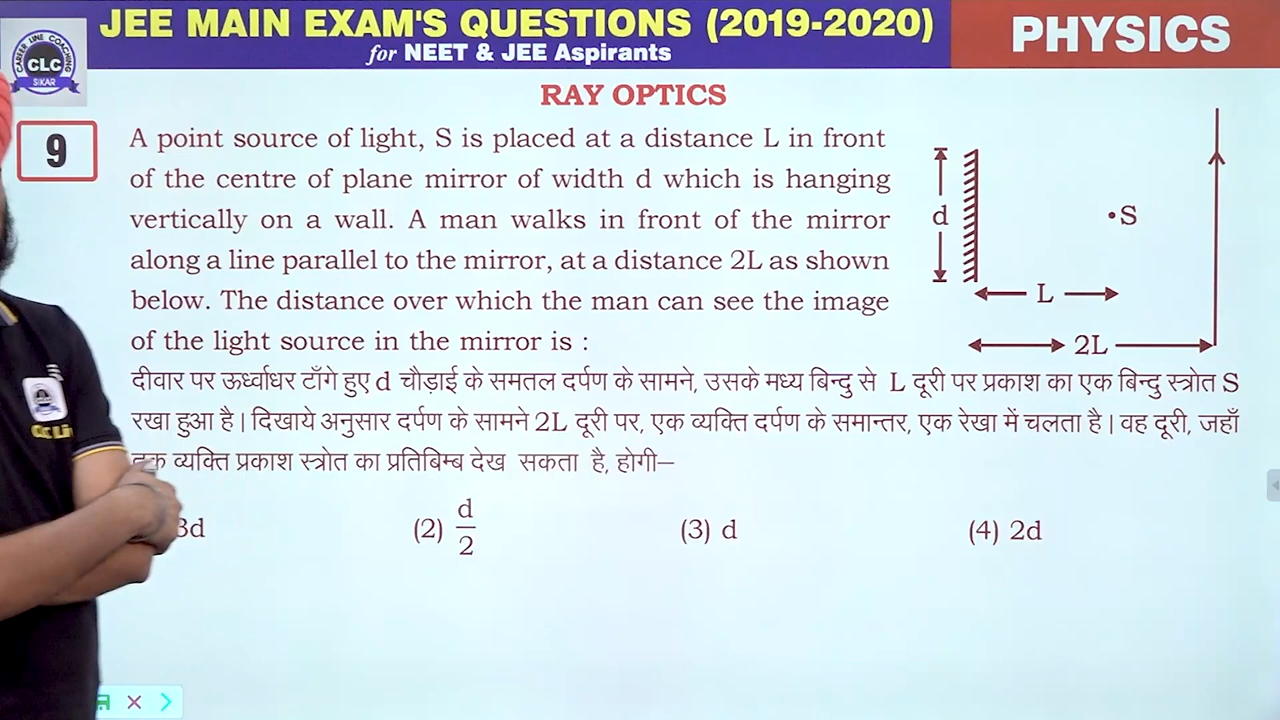 JEE MAIN EXAM'S QUESTIONS (2019-2020)
for NEET & JEE Aspirants
PHYSICS
CAREER LINE COACHING
CLC
SIKAR
RAY OPTICS
9
A point source of light, S is placed at a distance L in front
of the centre of plane mirror of width d which is hanging
vertically on a wall. A man walks in front of the mirror
along a line parallel to the mirror, at a distance 2L as shown
below. The distance over which the man can see the image
of the light source in the mirror is :
d
•S
L
2L
दीवार पर ऊर्ध्वाधर टाँगे हुए d चौड़ाई के समतल दर्पण के सामने, उसके मध्य बिन्दु से L दूरी पर प्रकाश का एक बिन्दु स्त्रोत S
रखा हुआ है। दिखाये अनुसार दर्पण के सामने 2L दूरी पर, एक व्यक्ति दर्पण के समान्तर, एक रेखा में चलता है। वह दूरी, जहाँ
तक व्यक्ति प्रकाश स्त्रोत का प्रतिबिम्ब देख सकता है, होगी–
3d
(2) d/2
(3) d
(4) 2d